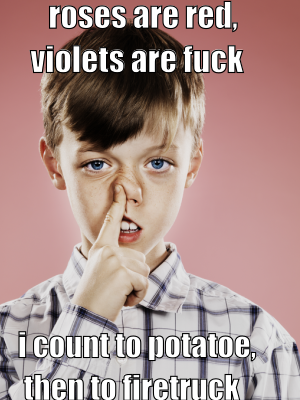 roses are red,
violets are fuck
i count to potatoe,
then to firetruck